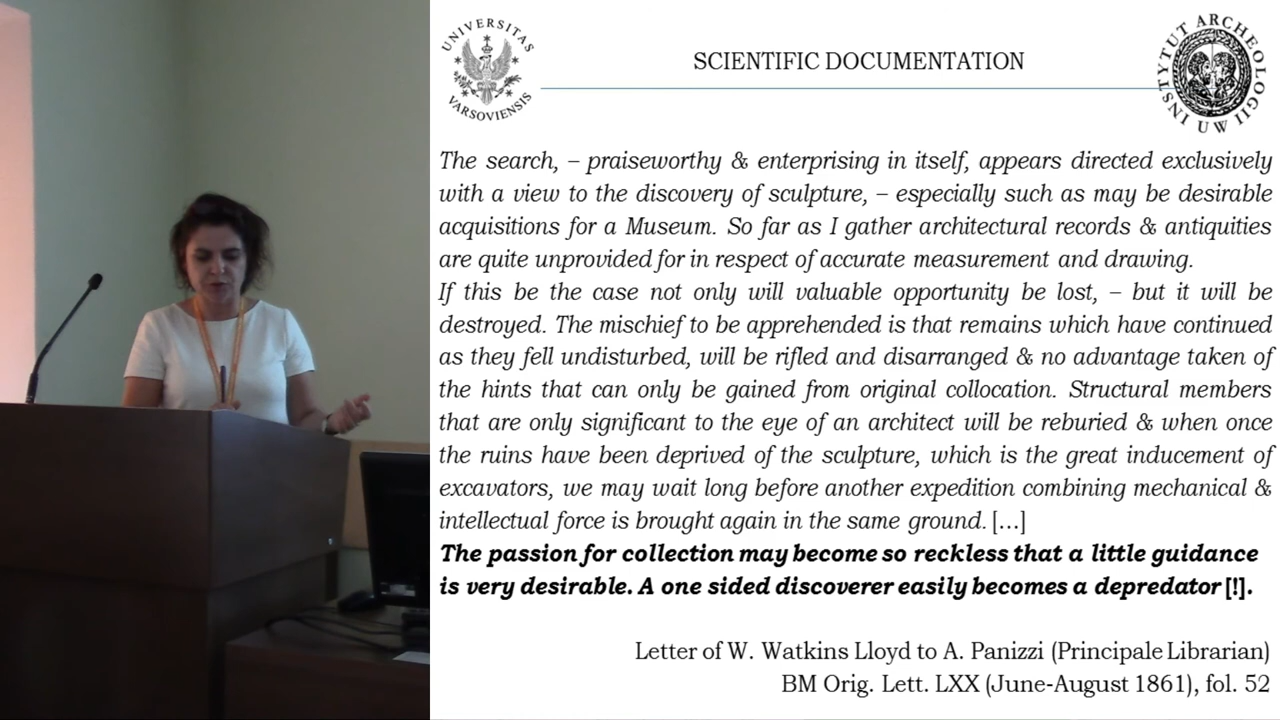 UNIVERSITAS
VARSOVIENSIS
SCIENTIFIC DOCUMENTATION
INSTYTUT ARCHEOLOGII UW
The search, – praiseworthy & enterprising in itself, appears directed exclusively
with a view to the discovery of sculpture, – especially such as may be desirable
acquisitions for a Museum. So far as I gather architectural records & antiquities
are quite unprovided for in respect of accurate measurement and drawing.
If this be the case not only will valuable opportunity be lost, – but it will be
destroyed. The mischief to be apprehended is that remains which have continued
as they fell undisturbed, will be rifled and disarranged & no advantage taken of
the hints that can only be gained from original collocation. Structural members
that are only significant to the eye of an architect will be reburied & when once
the ruins have been deprived of the sculpture, which is the great inducement of
excavators, we may wait long before another expedition combining mechanical &
intellectual force is brought again in the same ground. [...]
The passion for collection may become so reckless that a little guidance
is very desirable. A one sided discoverer easily becomes a depredator [!].
Letter of W. Watkins Lloyd to A. Panizzi (Principale Librarian)
BM Orig. Lett. LXX (June-August 1861), fol. 52